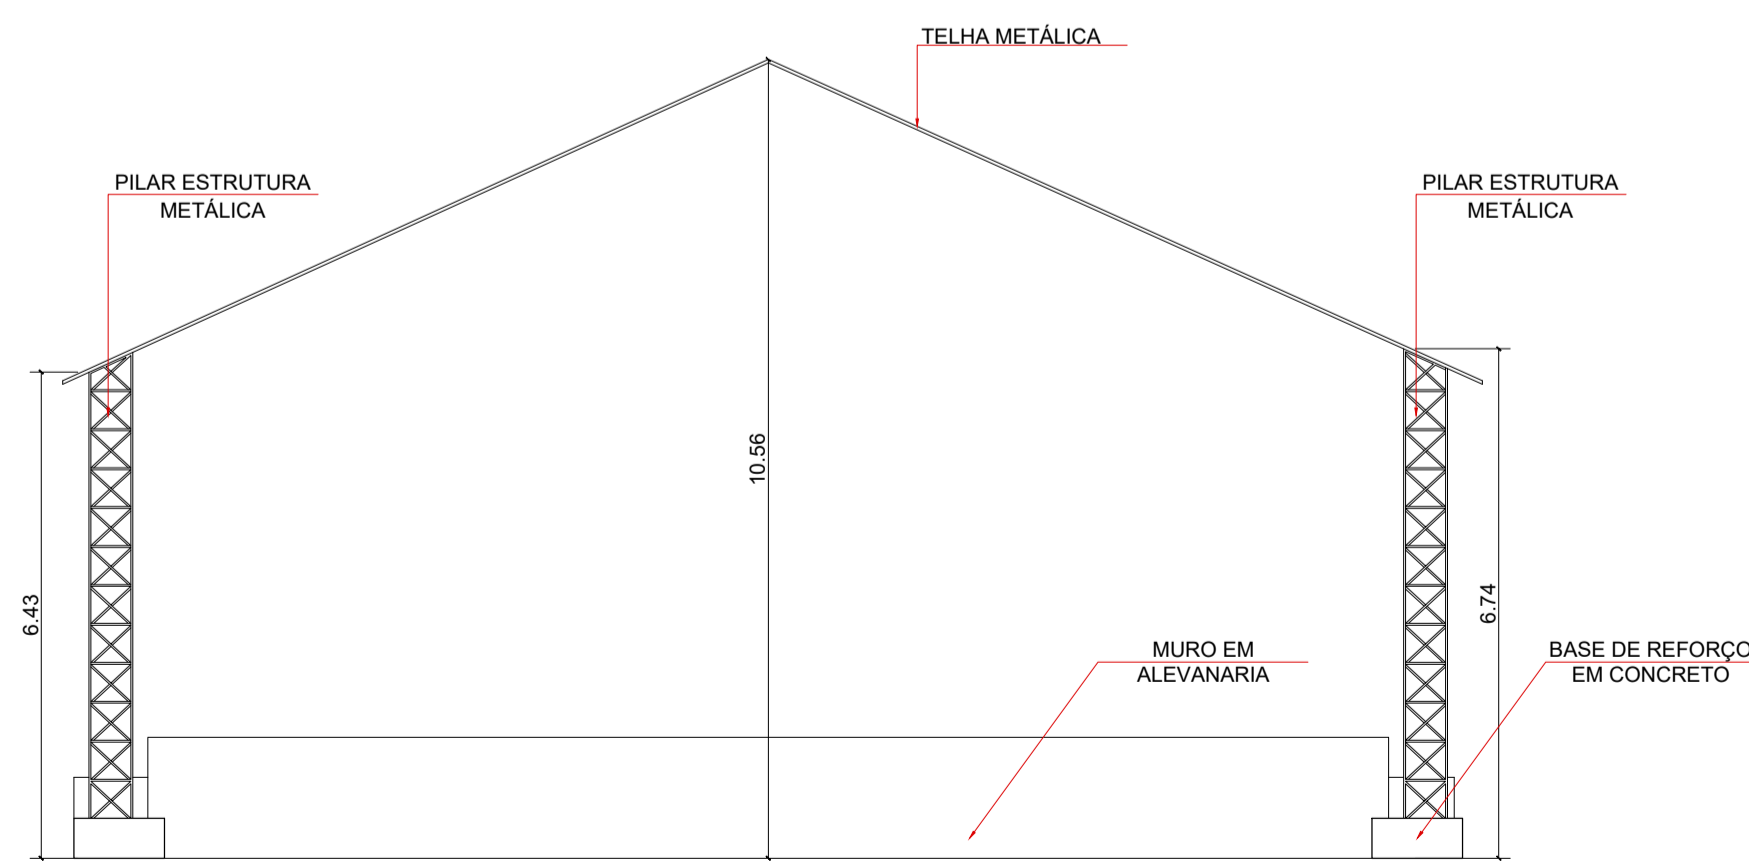 TELHA METÁLICA
PILAR ESTRUTURA
METÁLICA
PILAR ESTRUTURA
METÁLICA
10.56
6.43
6.74
MURO EM
ALEVANARIA
BASE DE REFORÇO
EM CONCRETO